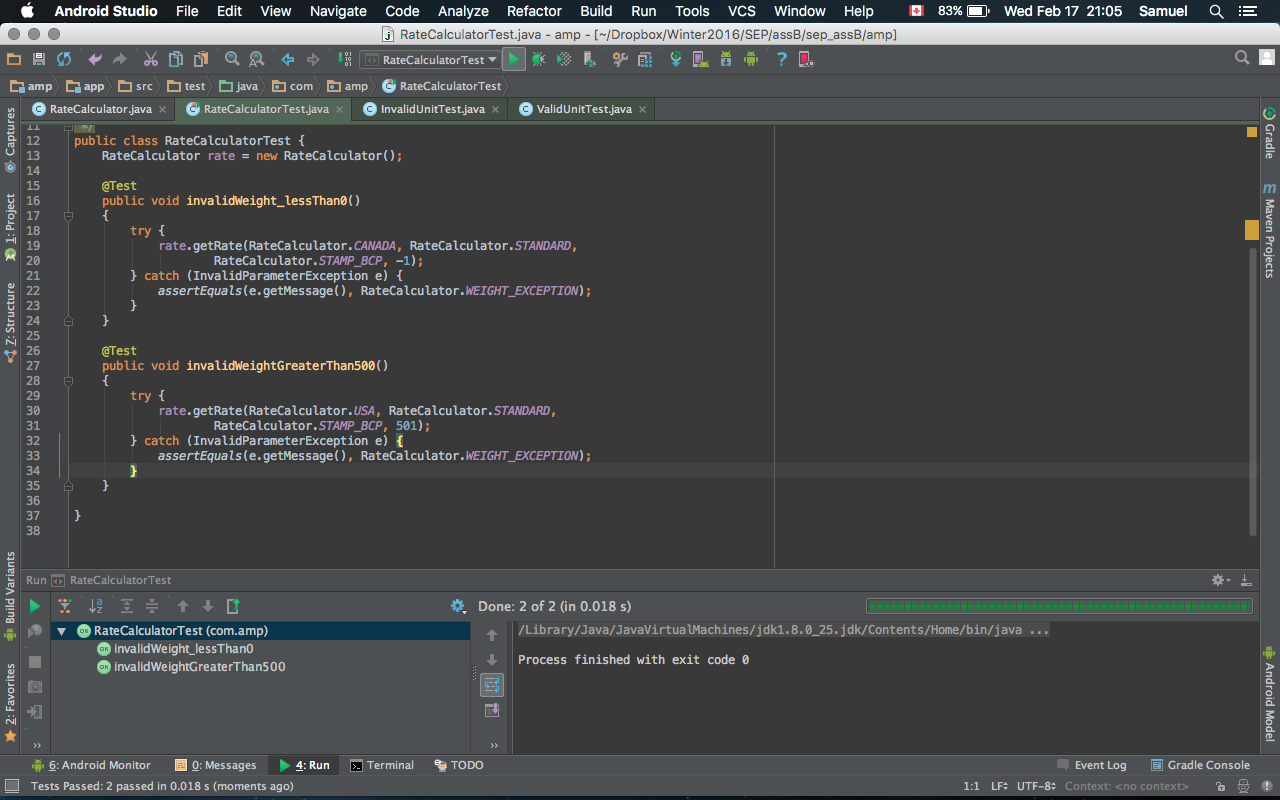 Android Studio File Edit View Navigate Code Analyze Refactor Build Run Tools VCS Window Help 83% Wed Feb 17 21:05 Samuel
RateCalculatorTest.java - amp - [~/Dropbox/Winter2016/SEP/assB/sep_assB/amp]
RateCalculatorTest
amp app src test java com amp RateCalculatorTest
RateCalculator.java RateCalculatorTest.java InvalidUnitTest.java ValidUnitTest.java
Captures
1: Project
Z: Structure
Build Variants
2: Favorites
11 */
12 public class RateCalculatorTest {
13 RateCalculator rate = new RateCalculator();
14
15 @Test
16 public void invalidWeight_lessThan0()
17 {
18 try {
19 rate.getRate(RateCalculator.CANADA, RateCalculator.STANDARD,
20 RateCalculator.STAMP_BCP, -1);
21 } catch (InvalidParameterException e) {
22 assertEquals(e.getMessage(), RateCalculator.WEIGHT_EXCEPTION);
23 }
24 }
25
26 @Test
27 public void invalidWeightGreaterThan500()
28 {
29 try {
30 rate.getRate(RateCalculator.USA, RateCalculator.STANDARD,
31 RateCalculator.STAMP_BCP, 501);
32 } catch (InvalidParameterException e) {
33 assertEquals(e.getMessage(), RateCalculator.WEIGHT_EXCEPTION);
34 }
35 }
36
37 }
38
Gradle
Maven Projects
Android Model
Run RateCalculatorTest
Done: 2 of 2 (in 0.018 s)
RateCalculatorTest (com.amp)
invalidWeight_lessThan0
invalidWeightGreaterThan500
/Library/Java/JavaVirtualMachines/jdk1.8.0_25.jdk/Contents/Home/bin/java ...
Process finished with exit code 0
6: Android Monitor 0: Messages 4: Run Terminal TODO Event Log Gradle Console
Tests Passed: 2 passed in 0.018 s (moments ago) 1:1 LF UTF-8 Context: <no context>